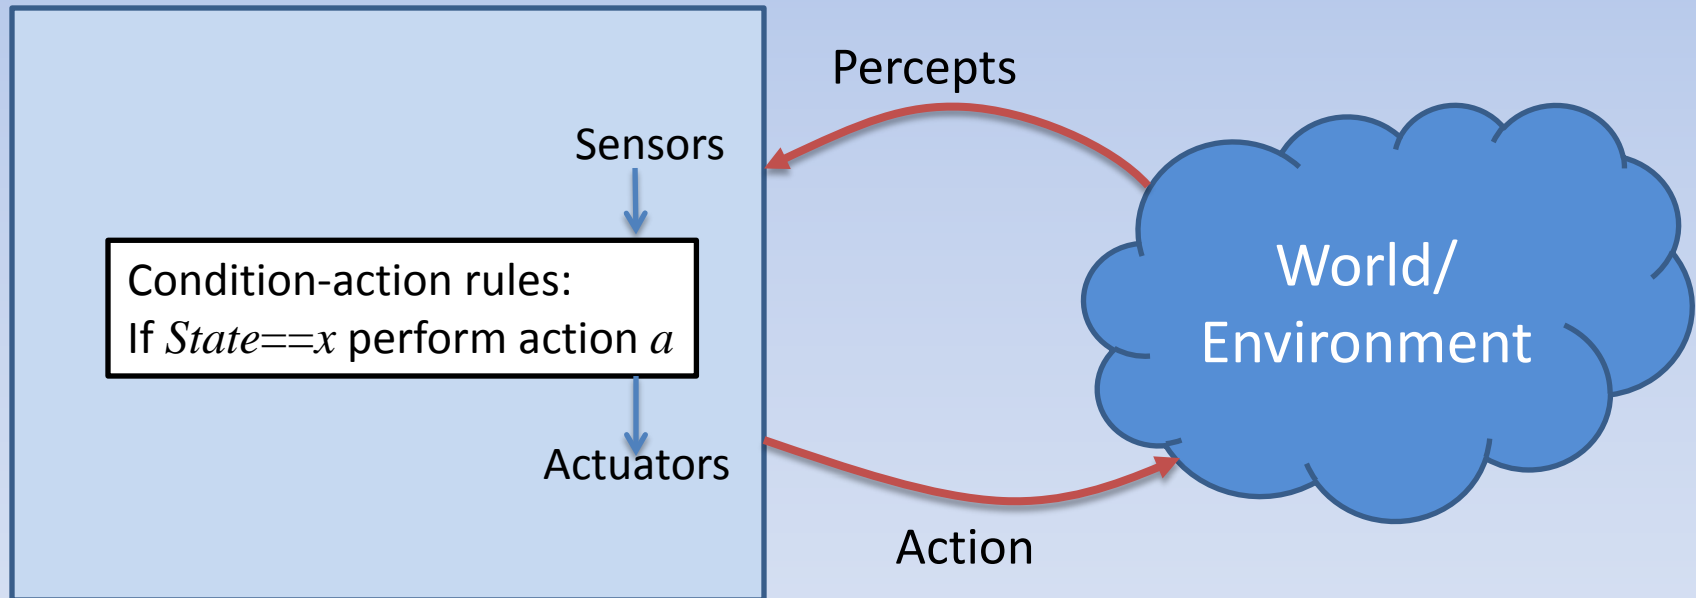 Percepts
Sensors
Condition-action rules:
If State==x perform action a
World/
Environment
Actuators
Action